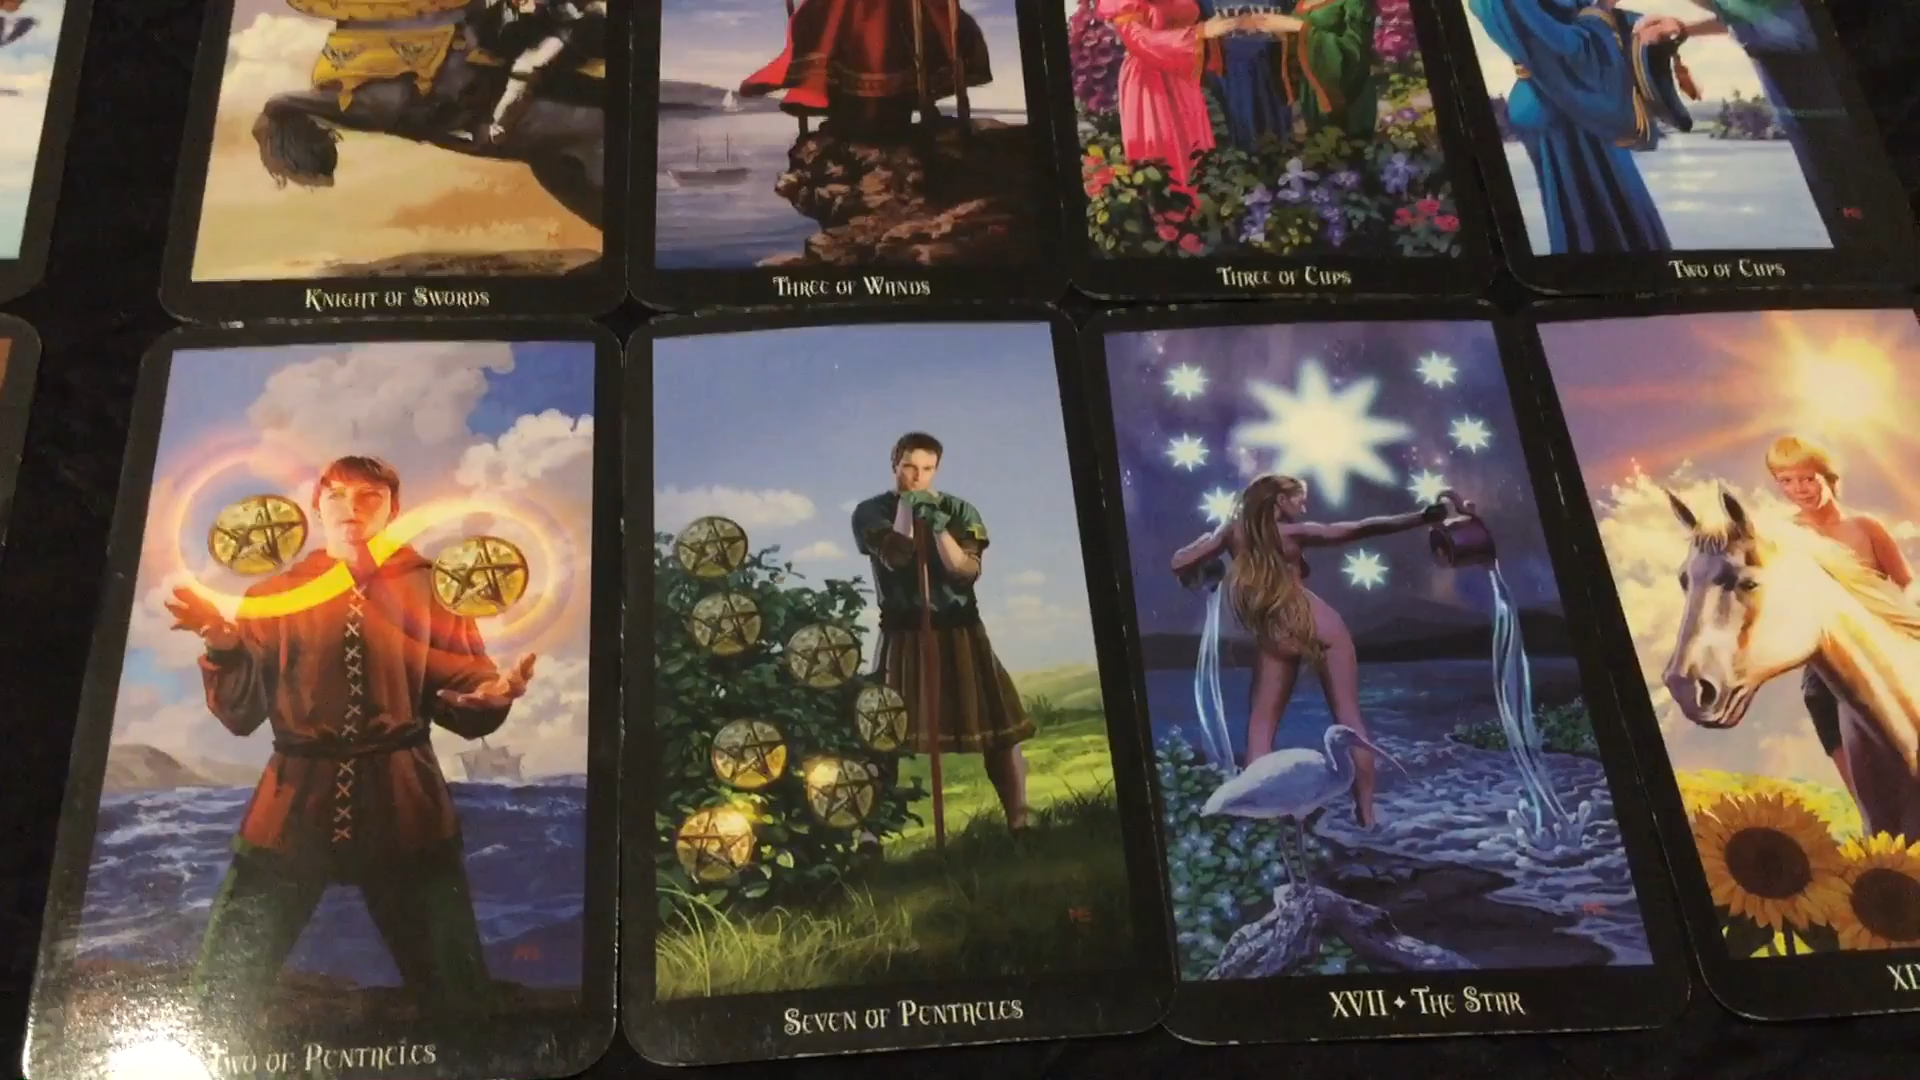 Knight of Swords
Three of Wands
Three of Cups
Two of Cups
Two of Pentacles
Seven of Pentacles
XVII ✦ The Star